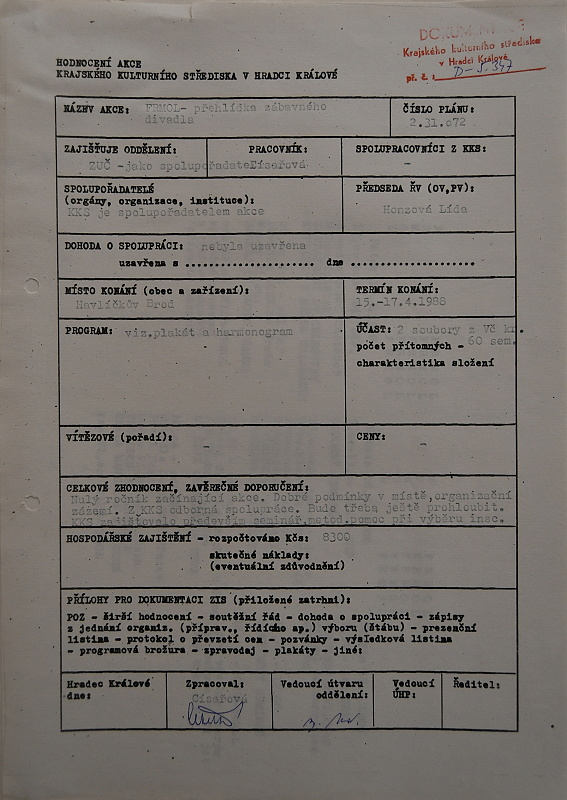 Krajského kulturního střediska
v Hradci Králové
př. č.: D-5.347
HODNOCENÍ AKCE
KRAJSKÉHO KULTURNÍHO STŘEDISKA V HRADCI KRÁLOVÉ
NÁZEV AKCE: FRMOL- přehlídka zábavného
divadla
ČÍSLO PLÁNU:
2.31.672
ZAJIŠŤUJE ODDĚLENÍ: PRACOVNÍK: SPOLUPRACOVNÍCI Z KKS:
ZUČ -jako spolupořadatel Císařová -
SPOLUPOŘADATELÉ
(orgány, organizace, instituce):
KKS je spolupořadatelem akce
PŘEDSEDA ŘV (OV,PV):
Honzová Lída
DOHODA O SPOLUPRÁCI: nebyla uzavřena
uzavřena s ..................... dne .....................
MÍSTO KONÁNÍ (obec a zařízení):
Havlíčkův Brod
TERMÍN KONÁNÍ:
15.-17.4.1988
PROGRAM: viz.plakát a harmonogram
ÚČAST: 2 soubory z Vč kr.
počet přítomných - 60 sem.
charakteristika složení
VÍTĚZOVÉ (pořadí): -
CENY: -
CELKOVÉ ZHODNOCENÍ, ZÁVĚREČNÉ DOPORUČENÍ:
Nulý ročník začínající akce. Dobré podmínky v místě,organizační
zázemí. Z KKS odborná spolupráce. Bude třeba ještě prohloubit.
KKS zajišťovalo především seminář,metod.pomoc při výběru insc.
HOSPODÁŘSKÉ ZAJIŠTĚNÍ - rozpočtováno Kčs: 8300
skutečné náklady:
(eventuální zdůvodnění)
PŘÍLOHY PRO DOKUMENTACI ZIS (přiložené zatrhni):
POZ - širší hodnocení - soutěžní řád - dohoda o spolupráci - zápisy
z jednání organiz. (příprav., řídícího ap.) výboru (štábu) - prezenční
listina - protokol o převzetí cen - pozvánky - výsledková listina
- programová brožura - zpravodaj - plakáty - jiné:
Hradec Králové
dne:
Zpracoval:
Císařová
Vedoucí útvaru
oddělení:
Vedoucí
ÚHP:
Ředitel: